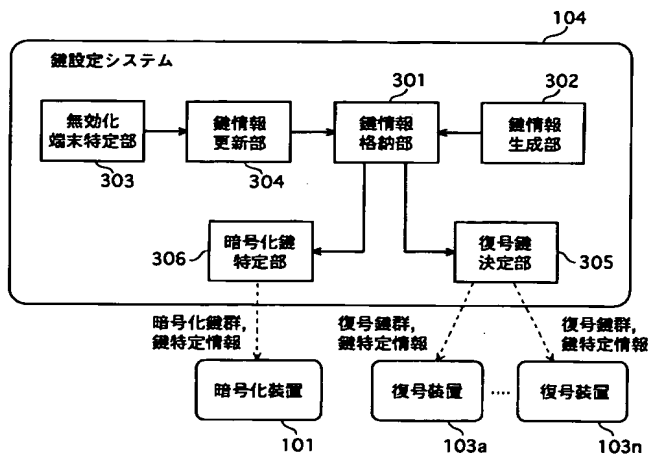 104
鍵設定システム
301
302
無効化
端末特定部
鍵情報
更新部
鍵情報
格納部
鍵情報
生成部
303
304
306
暗号化鍵
特定部
復号鍵
決定部
305
暗号化鍵群,
鍵特定情報
復号鍵群,
鍵特定情報
復号鍵群,
鍵特定情報
暗号化装置
復号装置
....
復号装置
101
103a
103n